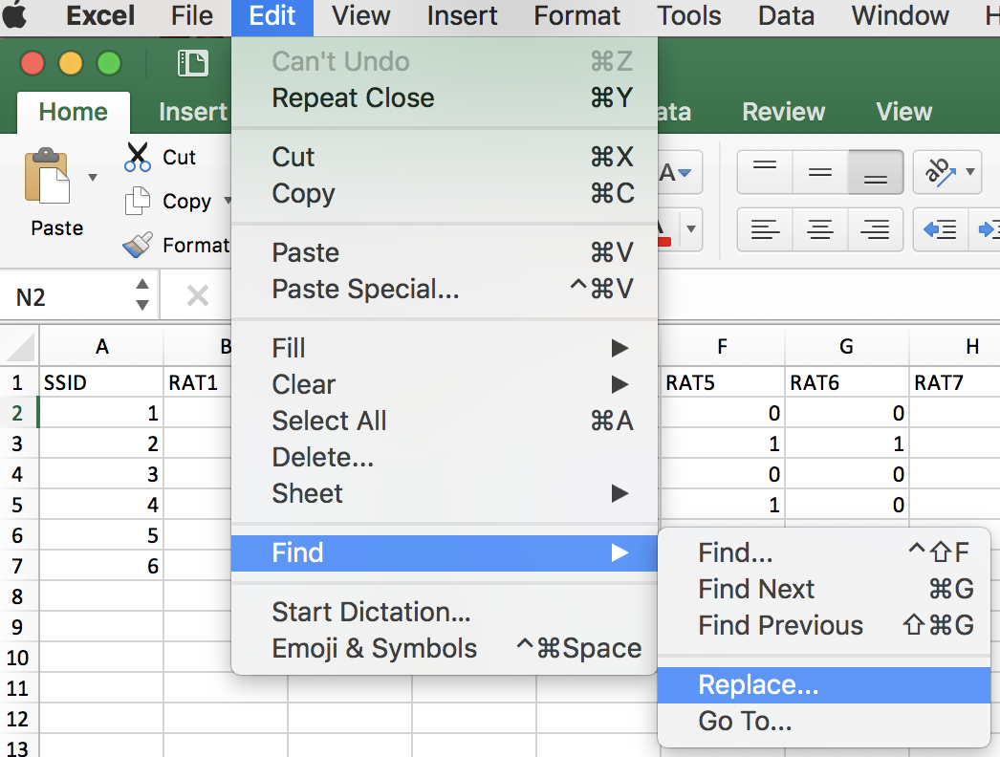 Excel File Edit View Insert Format Tools Data Window H
Can't Undo ⌘Z
Repeat Close ⌘Y
Home Insert ata Review View
Cut ⌘X
Copy ⌘C
Paste ⌘V
Paste Special... ^⌘V
Fill ▶
Clear ▶
Select All ⌘A
Delete...
Sheet ▶
Find ▶
Start Dictation...
Emoji & Symbols ^⌘Space
Find... ^⇧F
Find Next ⌘G
Find Previous ⇧⌘G
Replace...
Go To...
Cut
Copy
Format
Paste
A
ab
N2
A B F G H
1 SSID RAT1 RAT5 RAT6 RAT7
2 1 0 0
3 2 1 1
4 3 0 0
5 4 1 0
6 5
7 6
8
9
10
11
12
13